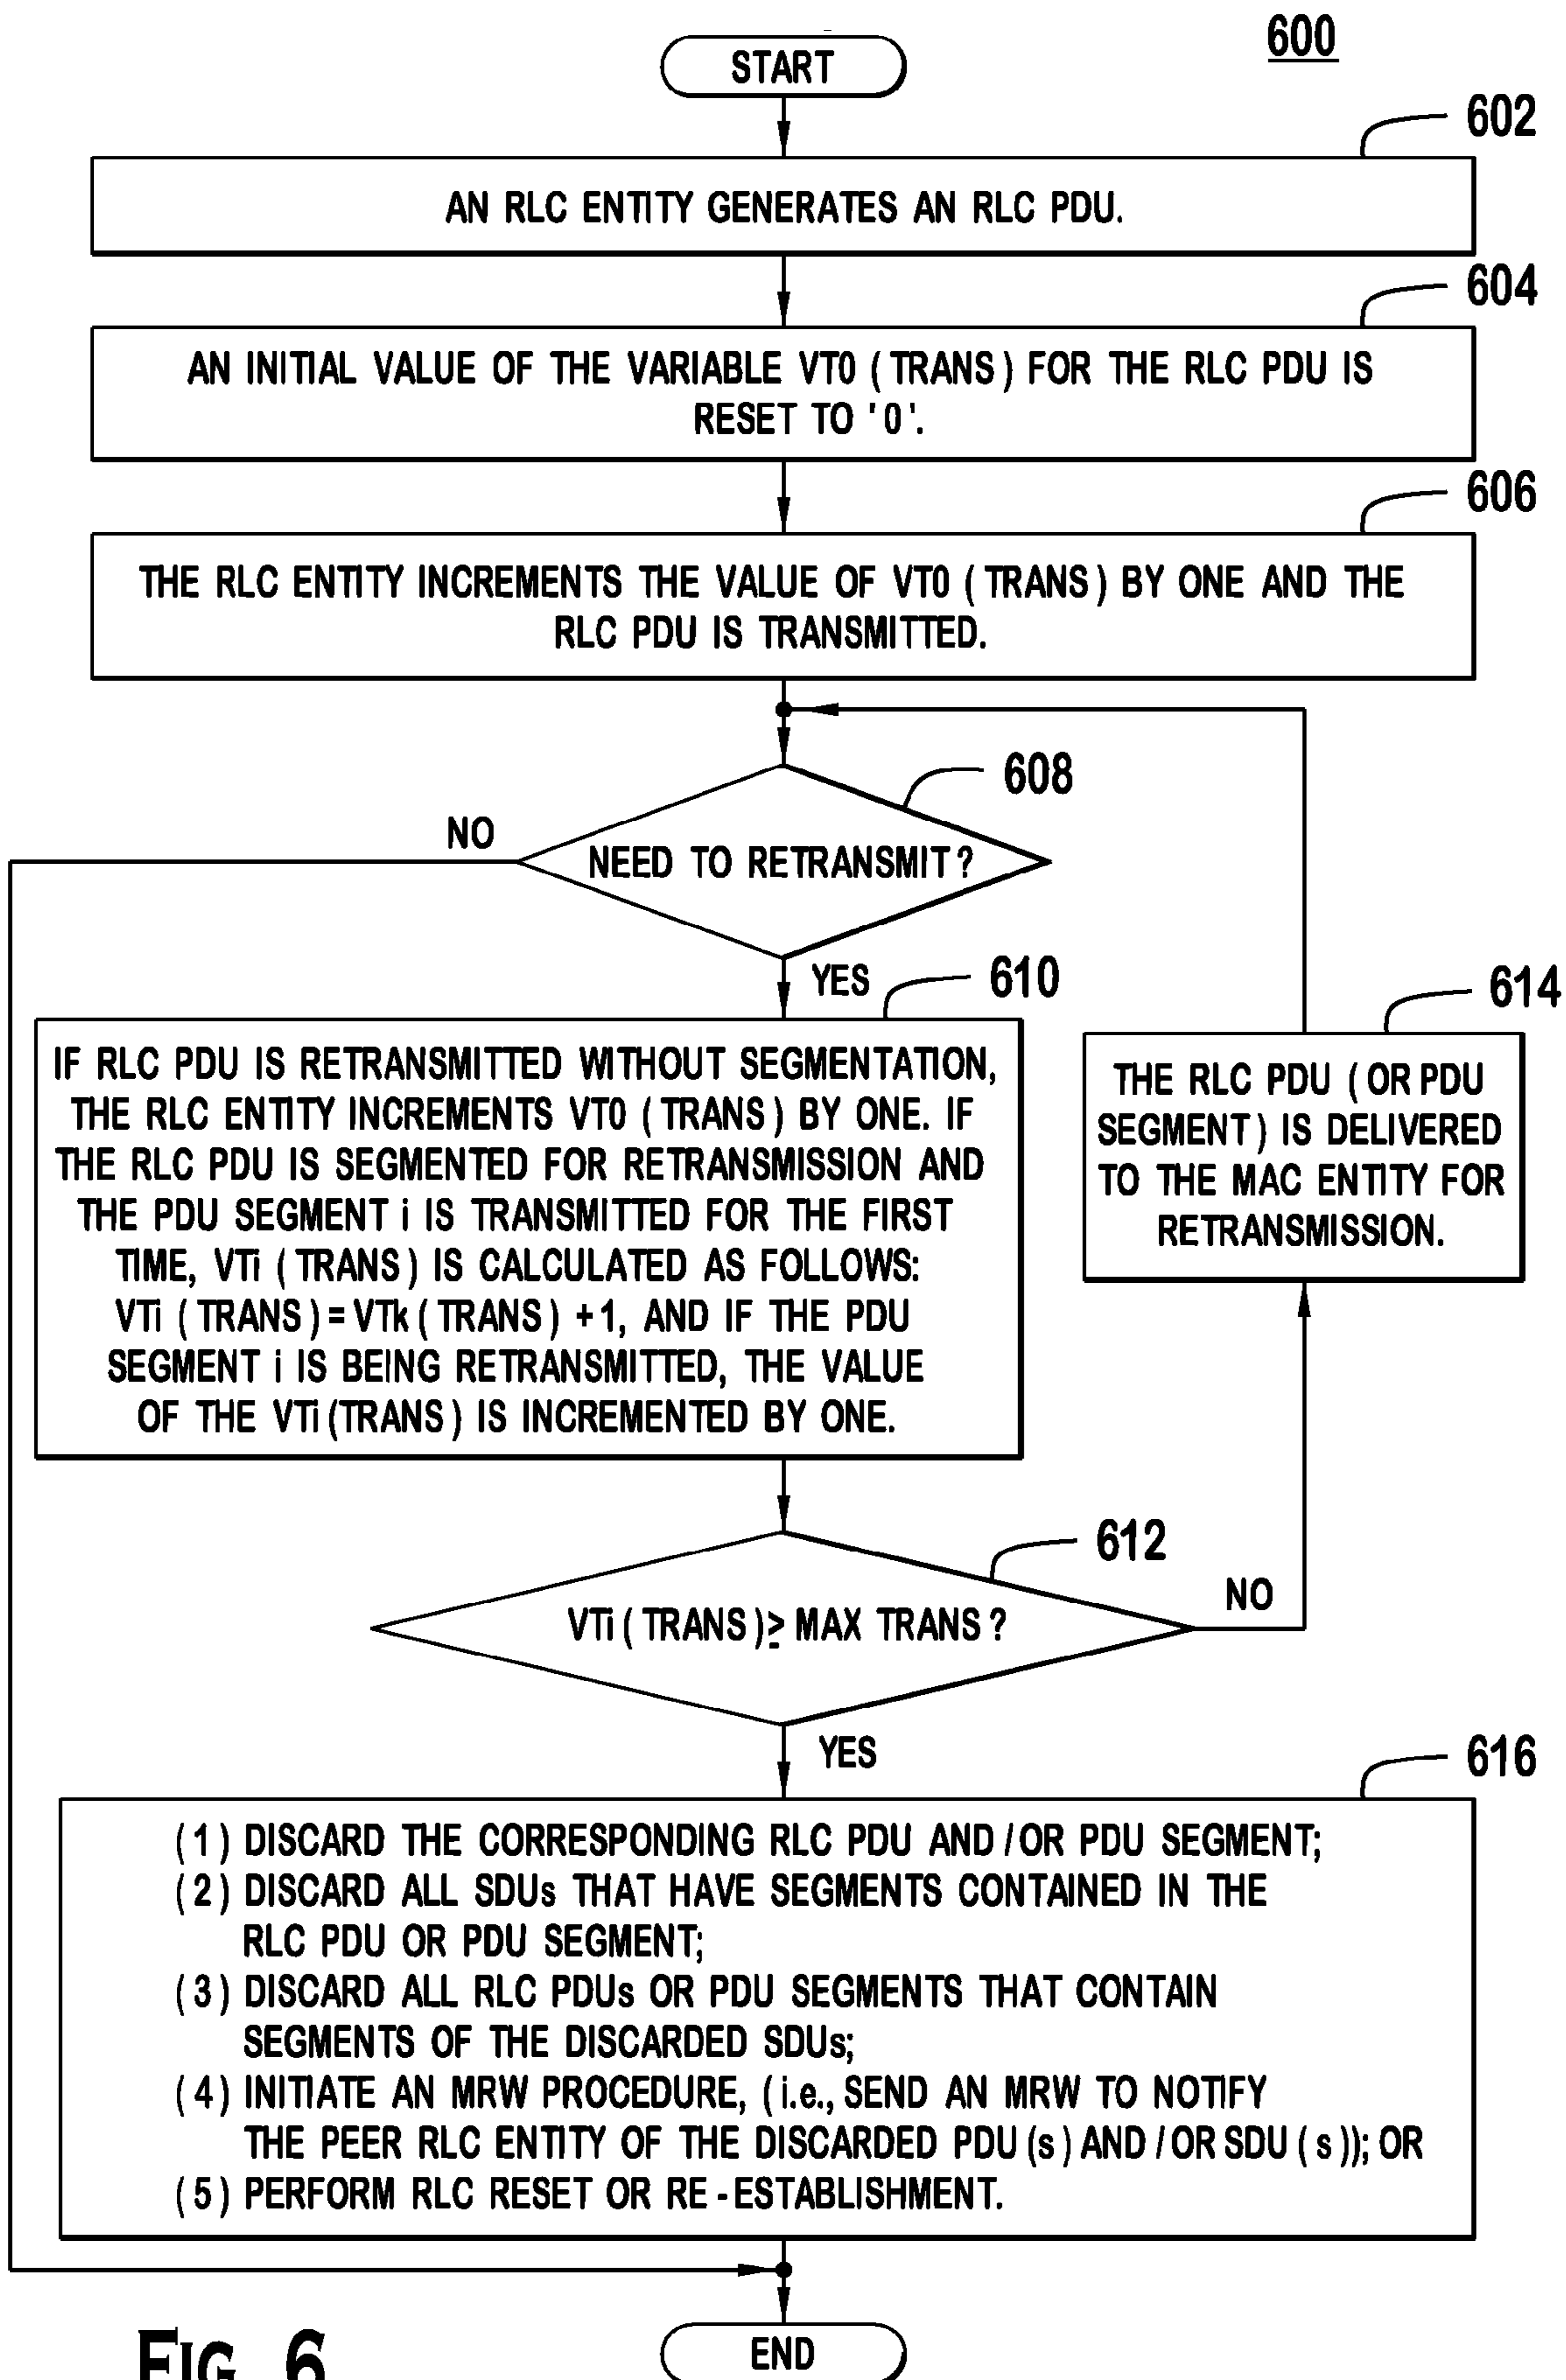 600
START
602
AN RLC ENTITY GENERATES AN RLC PDU.
604
AN INITIAL VALUE OF THE VARIABLE VT0 (TRANS) FOR THE RLC PDU IS
RESET TO '0'.
606
THE RLC ENTITY INCREMENTS THE VALUE OF VT0 (TRANS) BY ONE AND THE
RLC PDU IS TRANSMITTED.
608
NO
NEED TO RETRANSMIT?
YES
610
IF RLC PDU IS RETRANSMITTED WITHOUT SEGMENTATION,
THE RLC ENTITY INCREMENTS VT0 (TRANS) BY ONE. IF
THE RLC PDU IS SEGMENTED FOR RETRANSMISSION AND
THE PDU SEGMENT i IS TRANSMITTED FOR THE FIRST
TIME, VTi (TRANS) IS CALCULATED AS FOLLOWS:
VTi (TRANS) = VTk (TRANS) +1, AND IF THE PDU
SEGMENT i IS BEING RETRANSMITTED, THE VALUE
OF THE VTi (TRANS) IS INCREMENTED BY ONE.
614
THE RLC PDU (OR PDU
SEGMENT) IS DELIVERED
TO THE MAC ENTITY FOR
RETRANSMISSION.
612
VTi (TRANS) ≥ MAX TRANS?
NO
YES
616
(1) DISCARD THE CORRESPONDING RLC PDU AND/OR PDU SEGMENT;
(2) DISCARD ALL SDUs THAT HAVE SEGMENTS CONTAINED IN THE
RLC PDU OR PDU SEGMENT;
(3) DISCARD ALL RLC PDUs OR PDU SEGMENTS THAT CONTAIN
SEGMENTS OF THE DISCARDED SDUs;
(4) INITIATE AN MRW PROCEDURE, (i.e., SEND AN MRW TO NOTIFY
THE PEER RLC ENTITY OF THE DISCARDED PDU(s) AND/OR SDU(s)); OR
(5) PERFORM RLC RESET OR RE-ESTABLISHMENT.
END
FIG. 6